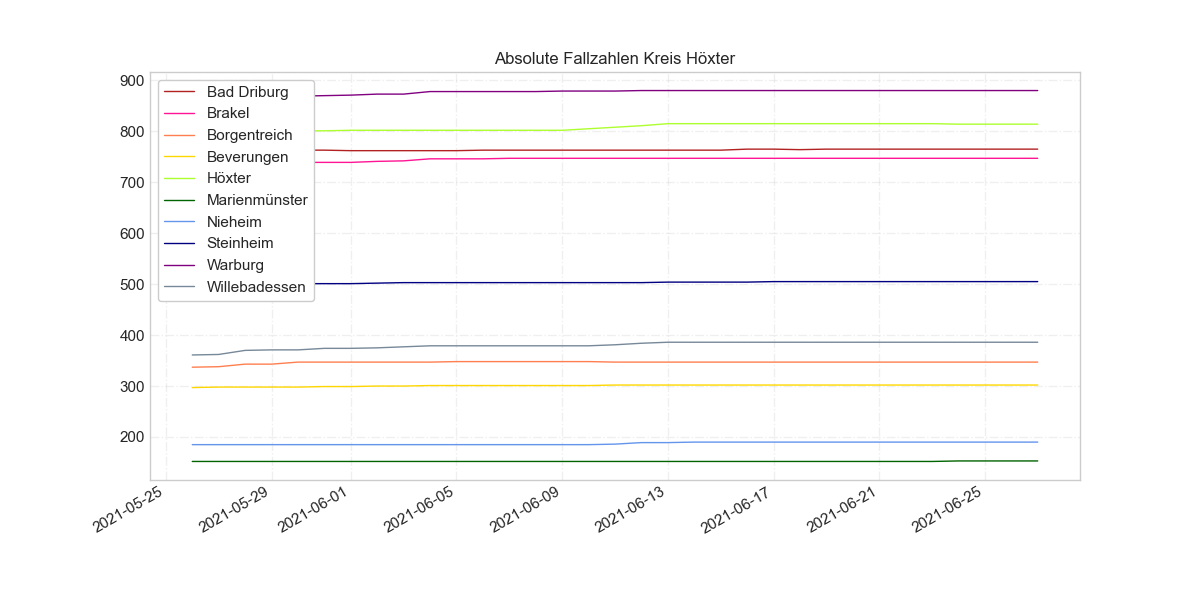 Absolute Fallzahlen Kreis Höxter
900
800
700
600
500
400
300
200
Bad Driburg
Brakel
Borgentreich
Beverungen
Höxter
Marienmünster
Nieheim
Steinheim
Warburg
Willebadessen
2021-05-25
2021-05-29
2021-06-01
2021-06-05
2021-06-09
2021-06-13
2021-06-17
2021-06-21
2021-06-25